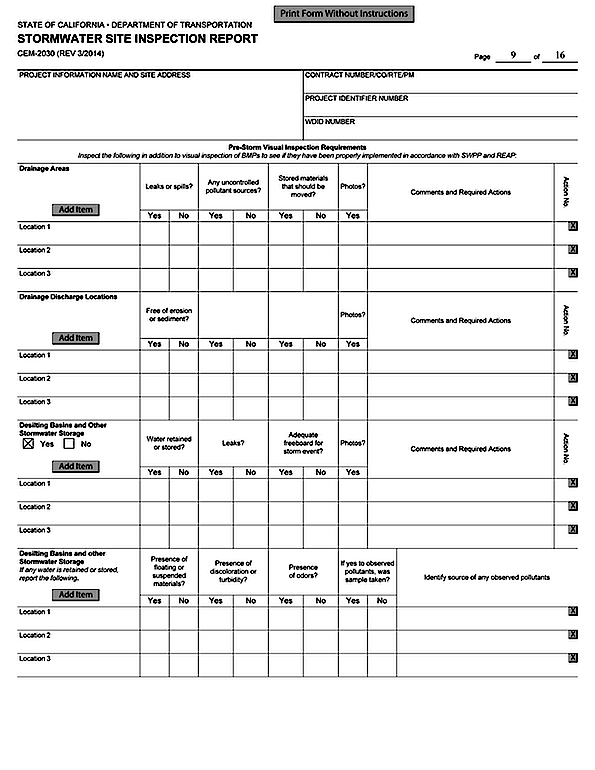 Print Form Without Instructions
STATE OF CALIFORNIA • DEPARTMENT OF TRANSPORTATION
STORMWATER SITE INSPECTION REPORT
CEM-2030 (REV 3/2014)
Page 9 of 16
PROJECT INFORMATION NAME AND SITE ADDRESS
CONTRACT NUMBER/CO/RTE/PM
PROJECT IDENTIFIER NUMBER
WDID NUMBER
Pre-Storm Visual Inspection Requirements
Inspect the following in addition to visual inspection of BMPs to see if they have been properly implemented in accordance with SWPP and REAP:
Drainage Areas
Add Item
Leaks or spills?
Any uncontrolled
pollutant sources?
Stored materials
that should be
moved?
Photos?
Comments and Required Actions
Action No.
Yes No Yes No Yes No Yes
Location 1 X
Location 2 X
Location 3 X
Drainage Discharge Locations
Add Item
Free of erosion
or sediment?
Photos?
Comments and Required Actions
Action No.
Yes No Yes No Yes No Yes
Location 1 X
Location 2 X
Location 3 X
Desilting Basins and Other
Stormwater Storage
Yes No
Add Item
Water retained
or stored?
Leaks?
Adequate
freeboard for
storm event?
Photos?
Comments and Required Actions
Action No.
Yes No Yes No Yes No Yes
Location 1 X
Location 2 X
Location 3 X
Desilting Basins and other
Stormwater Storage
If any water is retained or stored,
report the following.
Add Item
Presence of
floating or
suspended
materials?
Presence of
discoloration or
turbidity?
Presence
of odors?
If yes to observed
pollutants, was
sample taken?
Identify source of any observed pollutants
Yes No Yes No Yes No Yes No
Location 1 X
Location 2 X
Location 3 X